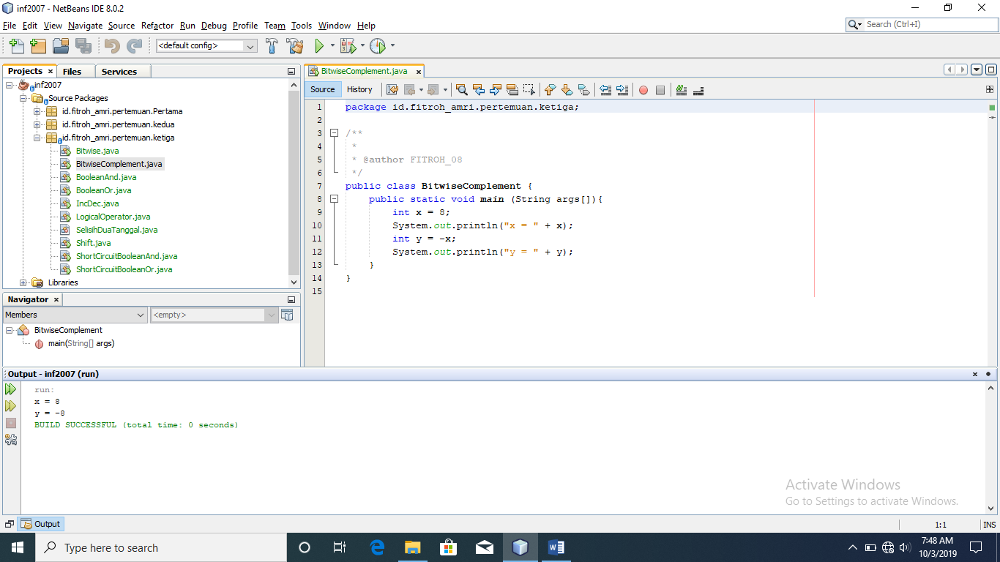 inf2007 - NetBeans IDE 8.0.2
File Edit View Navigate Source Refactor Run Debug Profile Team Tools Window Help
Search (Ctrl+I)
<default config>
Projects Files Services
inf2007
Source Packages
id.fitroh_amri.pertemuan.Pertama
id.fitroh_amri.pertemuan.kedua
id.fitroh_amri.pertemuan.ketiga
Bitwise.java
BitwiseComplement.java
BooleanAnd.java
BooleanOr.java
IncDec.java
LogicalOperator.java
SelisihDuaTanggal.java
Shift.java
ShortCircuitBooleanAnd.java
ShortCircuitBooleanOr.java
Libraries
Navigator
Members
<empty>
BitwiseComplement
main(String[] args)
BitwiseComplement.java
Source History
1 package id.fitroh_amri.pertemuan.ketiga;
2
3 /**
4 *
5 * @author FITROH_08
6 */
7 public class BitwiseComplement {
8 public static void main (String args[]){
9 int x = 8;
10 System.out.println("x = " + x);
11 int y = -x;
12 System.out.println("y = " + y);
13 }
14 }
15
Output - inf2007 (run)
run:
x = 8
y = -8
BUILD SUCCESSFUL (total time: 0 seconds)
Activate Windows
Go to Settings to activate Windows.
Output
1:1 INS
Type here to search
7:48 AM
10/3/2019